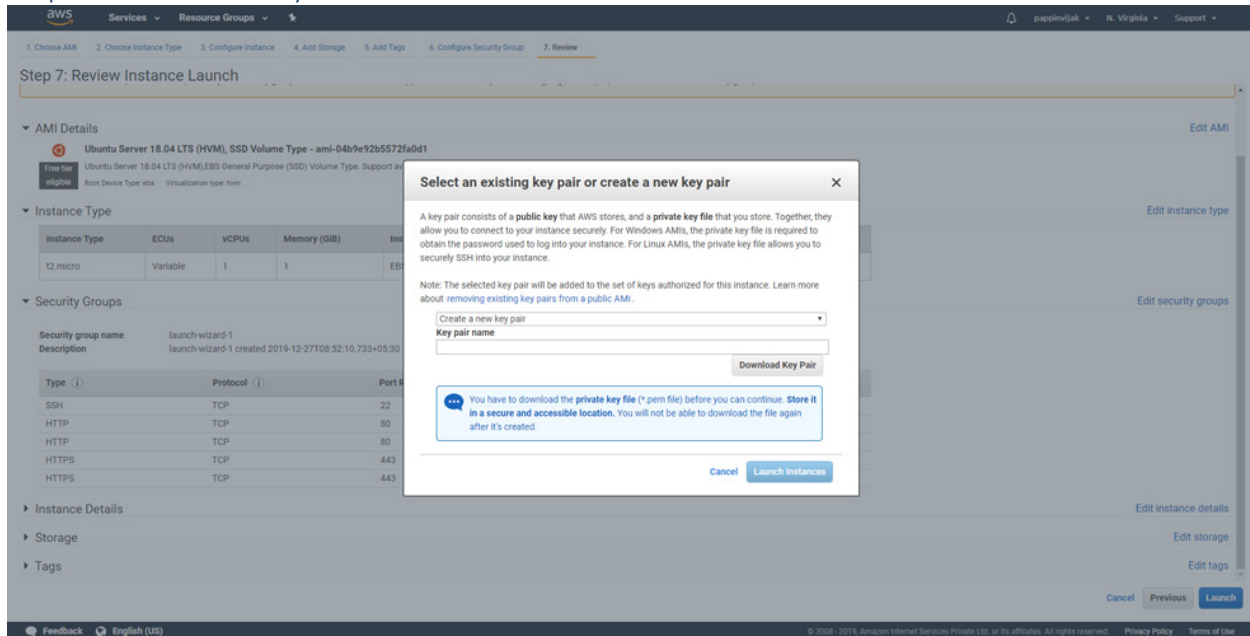 aws Services Resource Groups pappinvijak N. Virginia Support
1. Choose AMI 2. Choose Instance Type 3. Configure Instance 4. Add Storage 5. Add Tags 6. Configure Security Group 7. Review
Step 7: Review Instance Launch
AMI Details Edit AMI
Ubuntu Server 18.04 LTS (HVM), SSD Volume Type - ami-04b9e92b5572fa0d1
Free tier eligible
Ubuntu Server 18.04 LTS (HVM),EBS General Purpose (SSD) Volume Type. Support
Root Device Type: ebs Virtualization type: hvm
Instance Type Edit instance type
Instance Type ECUs vCPUs Memory (GiB)
t2.micro Variable 1 1
Security Groups Edit security groups
Security group name launch-wizard-1
Description launch-wizard-1 created 2019-12-27T08:52:10.733+05:30
Type Protocol Port
SSH TCP 22
HTTP TCP 80
HTTP TCP 80
HTTPS TCP 443
HTTPS TCP 443
Instance Details Edit instance details
Storage Edit storage
Tags Edit tags
Cancel Previous Launch
Select an existing key pair or create a new key pair ×
A key pair consists of a public key that AWS stores, and a private key file that you store. Together, they
allow you to connect to your instance securely. For Windows AMIs, the private key file is required to
obtain the password used to log into your instance. For Linux AMIs, the private key file allows you to
securely SSH into your instance.
Note: The selected key pair will be added to the set of keys authorized for this instance. Learn more
about removing existing key pairs from a public AMI.
Create a new key pair
Key pair name
Download Key Pair
You have to download the private key file (*.pem file) before you can continue. Store it
in a secure and accessible location. You will not be able to download the file again
after it's created.
Cancel Launch Instances
Feedback English (US) © 2008 - 2019, Amazon Internet Services Private Ltd. or its affiliates. All rights reserved. Privacy Policy Terms of Use